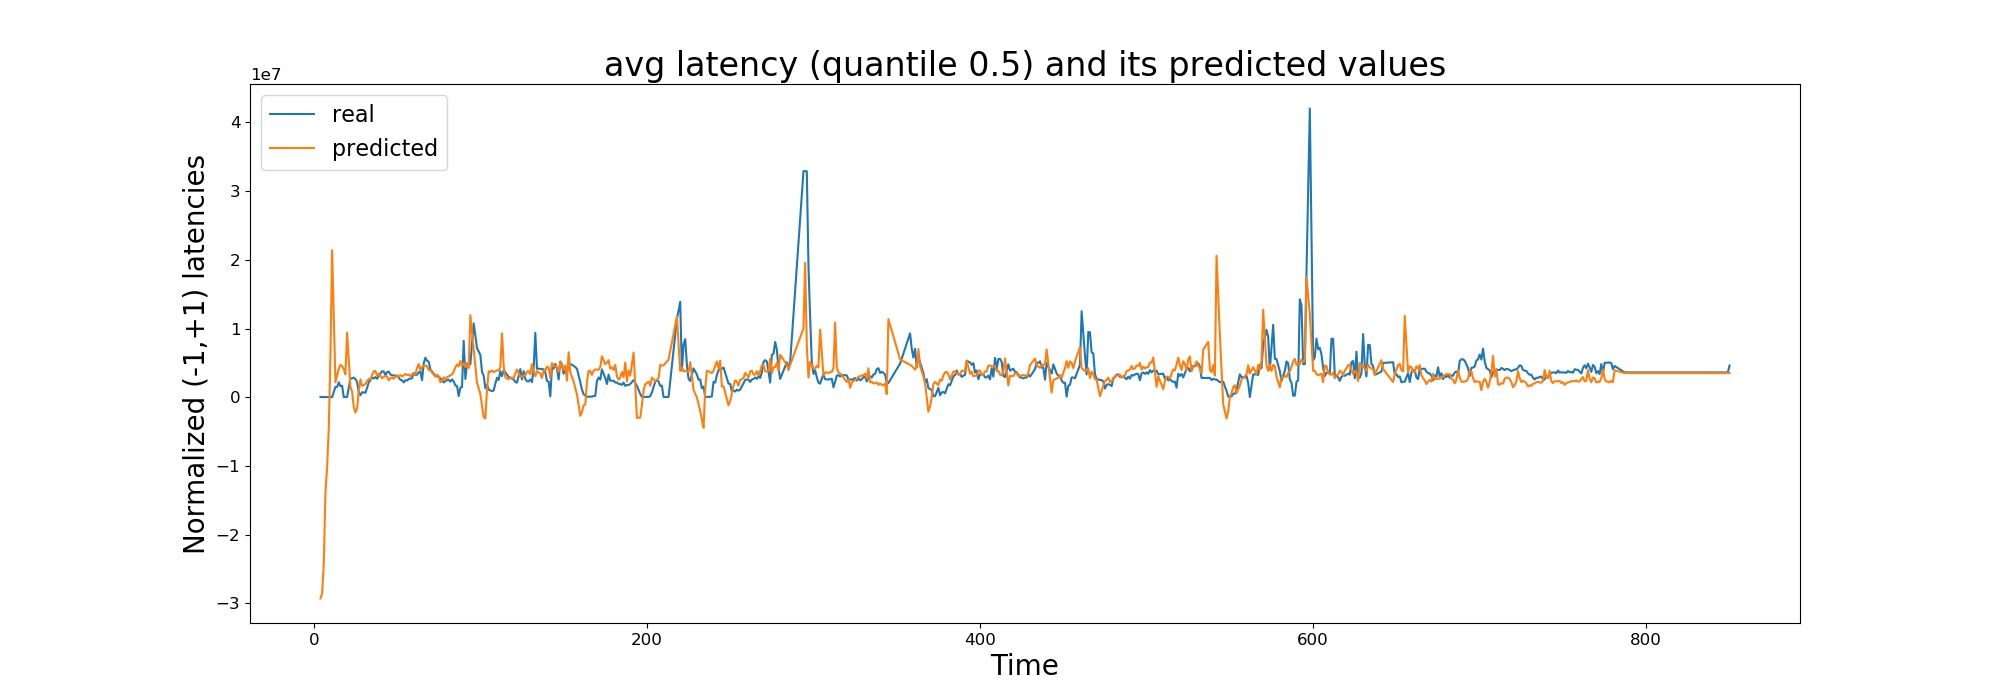 avg latency (quantile 0.5) and its predicted values
1e7
real
predicted
4
3
2
1
0
−1
−2
−3
Normalized (-1,+1) latencies
0 200 400 600 800
Time